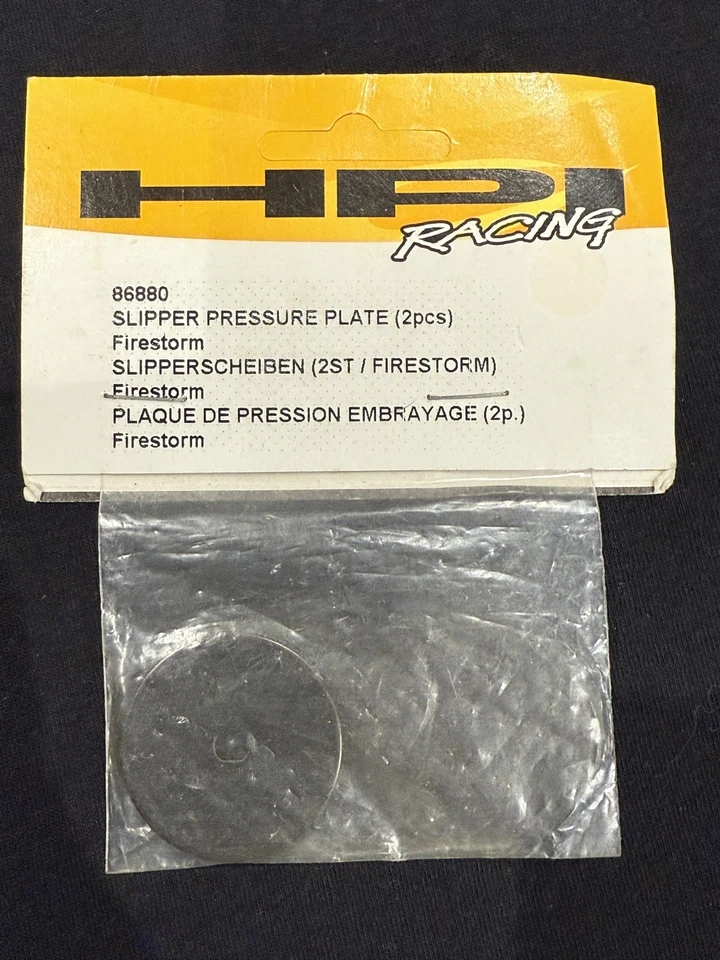 HPI
RACING
86880
SLIPPER PRESSURE PLATE (2pcs)
Firestorm
SLIPPERSCHEIBEN (2ST / FIRESTORM)
Firestorm
PLAQUE DE PRESSION EMBRAYAGE (2p.)
Firestorm